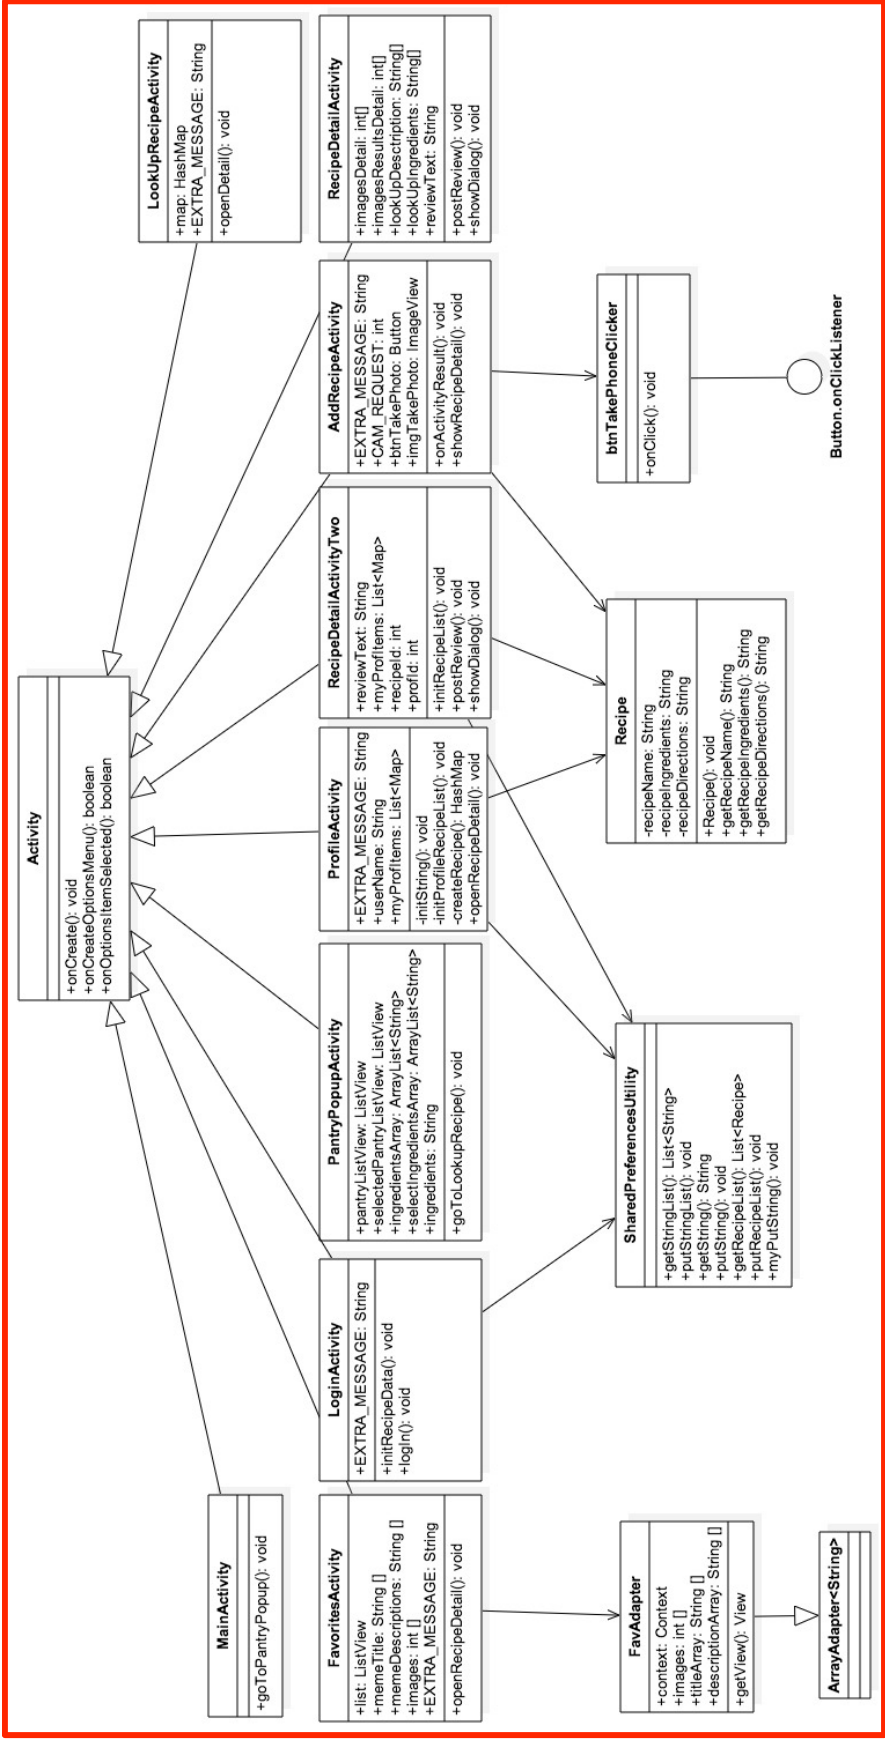 Activity
+onCreate(): void
+onCreateOptionsMenu(): boolean
+onOptionsItemSelected(): boolean
MainActivity
+goToPantryPopup(): void
LookUpRecipeActivity
+map: HashMap
+EXTRA_MESSAGE: String
+openDetail(): void
FavoritesActivity
+list: ListView
+memeTitle: String []
+memeDescriptions: String []
+images: int []
+EXTRA_MESSAGE: String
+openRecipeDetail(): void
LoginActivity
+EXTRA_MESSAGE: String
+initRecipeData(): void
+logIn(): void
PantryPopupActivity
+pantryListView: ListView
+selectedPantryListView: ListView
+ingredientsArray: ArrayList<String>
+selectIngredientsArray: ArrayList<String>
+ingredients: String
+goToLookupRecipe(): void
ProfileActivity
+EXTRA_MESSAGE: String
+userName: String
+myProfItems: List<Map>
-initString(): void
-initProfileRecipeList(): void
-createRecipe(): HashMap
+openRecipeDetail(): void
RecipeDetailActivityTwo
+reviewText: String
+myProfItems: List<Map>
+recipeId: int
+profId: int
+initRecipeList(): void
+postReview(): void
+showDialog(): void
AddRecipeActivity
+EXTRA_MESSAGE: String
+CAM_REQUEST: int
+btnTakePhoto: Button
+imgTakePhoto: ImageView
+onActivityResult(): void
+showRecipeDetail(): void
RecipeDetailActivity
+imagesDetail: int[]
+imagesResultsDetail: int[]
+lookUpDesctription: String[]
+lookUpIngredients: String[]
+reviewText: String
+postReview(): void
+showDialog(): void
FavAdapter
+context: Context
+images: int []
+titleArray: String []
+descriptionArray: String []
+getView(): View
SharedPreferencesUtility
+getStringList(): List<String>
+putStringList(): void
+getString(): String
+putString(): void
+getRecipeList(): List<Recipe>
+putRecipeList(): void
+myPutString(): void
Recipe
-recipeName: String
-recipeIngredients: String
-recipeDirections: String
+Recipe(): void
+getRecipeName(): String
+getRecipeIngredients(): String
+getRecipeDirections(): String
btnTakePhoneClicker
+onClick(): void
ArrayAdapter<String>
Button.onClickListener